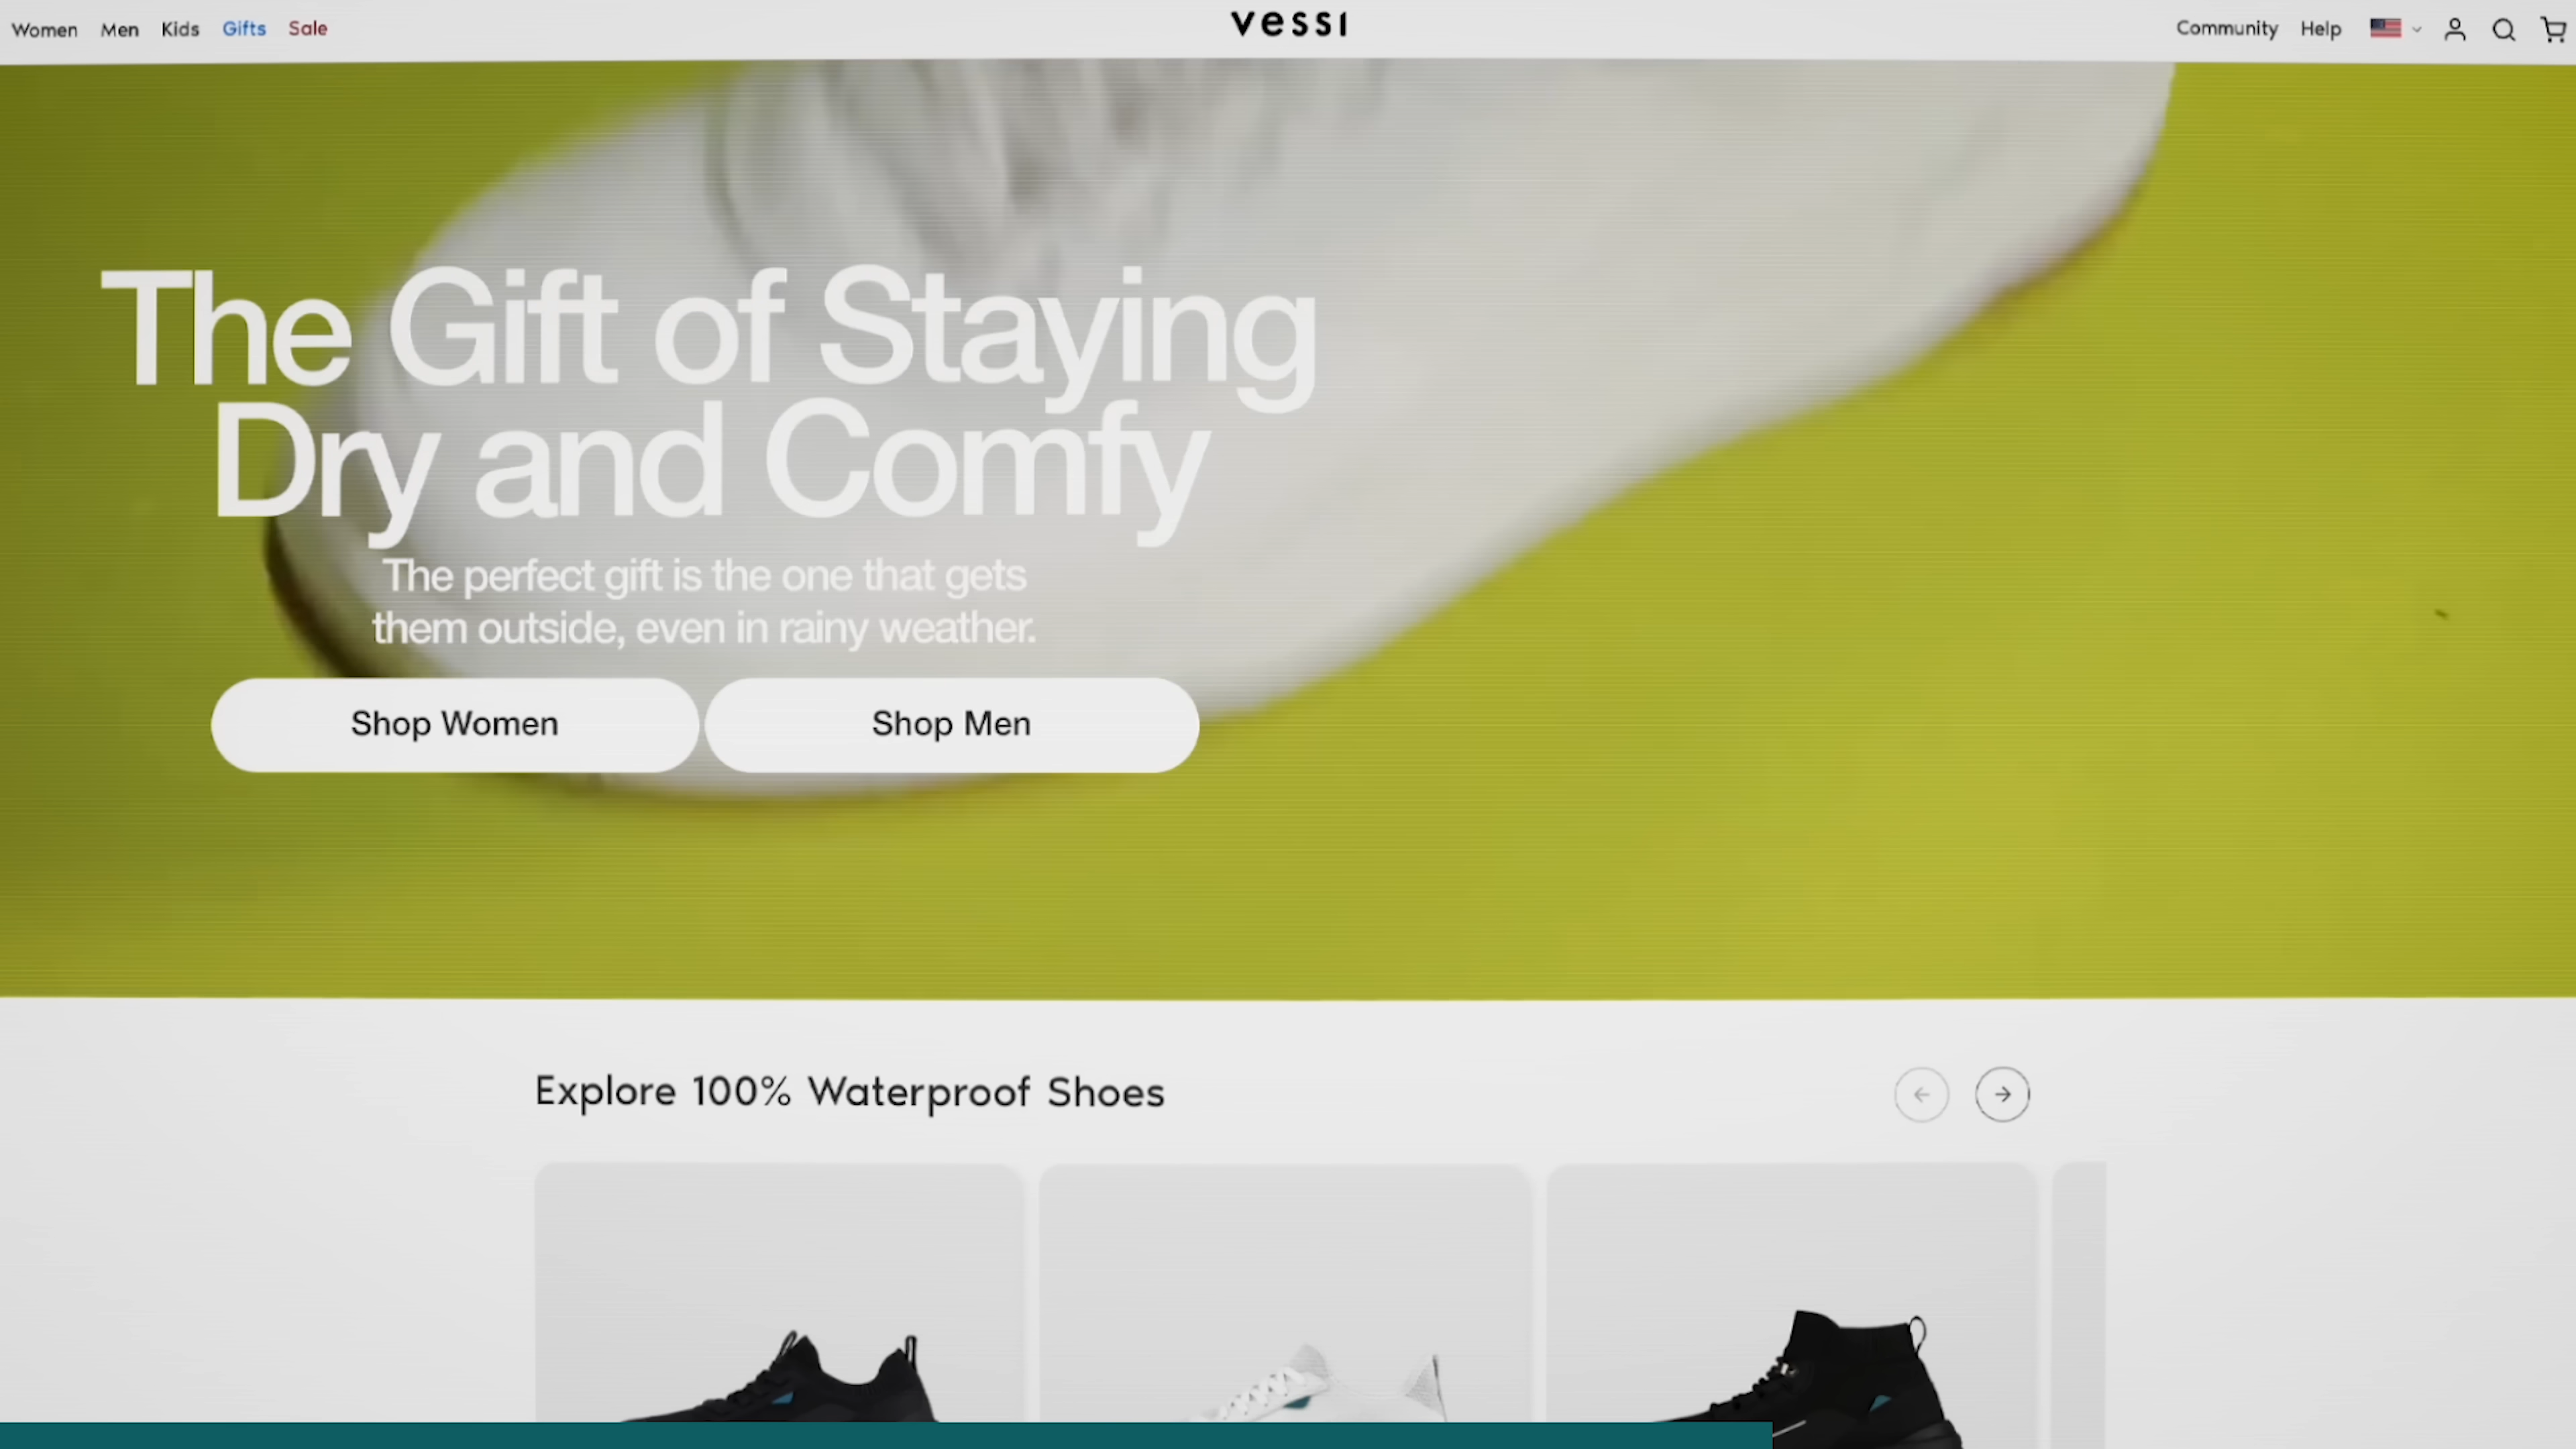 Women Men Kids Gifts Sale
vessi
Community Help
The Gift of Staying
Dry and Comfy
The perfect gift is the one that gets
them outside, even in rainy weather.
Shop Women
Shop Men
Explore 100% Waterproof Shoes